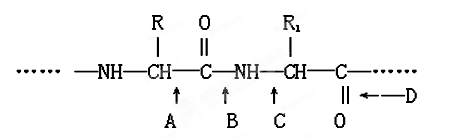 R O R₁
…… —NH—CH—C—NH—CH—C ……
‖ ←—D
A B C O